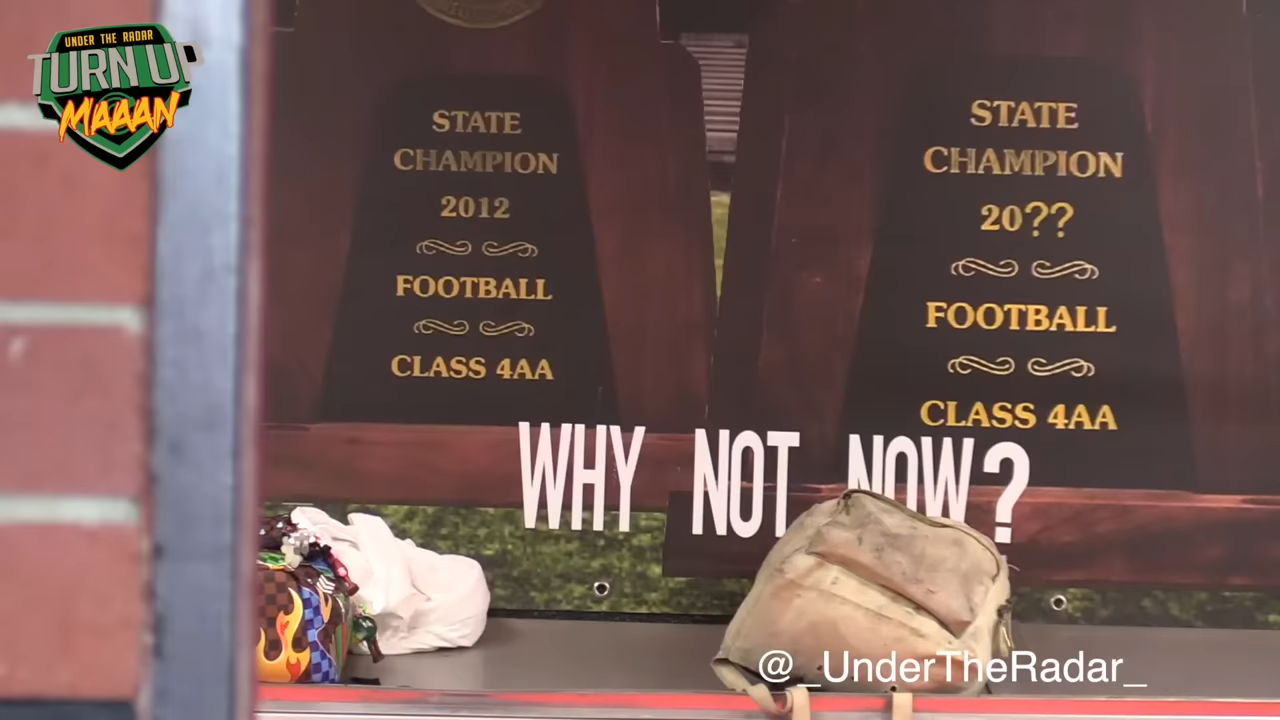 UNDER THE RADAR
TURN UP
MAAAN
STATE
CHAMPION
2012
FOOTBALL
CLASS 4AA
STATE
CHAMPION
20??
FOOTBALL
CLASS 4AA
WHY NOT NOW?
@_UnderTheRadar_